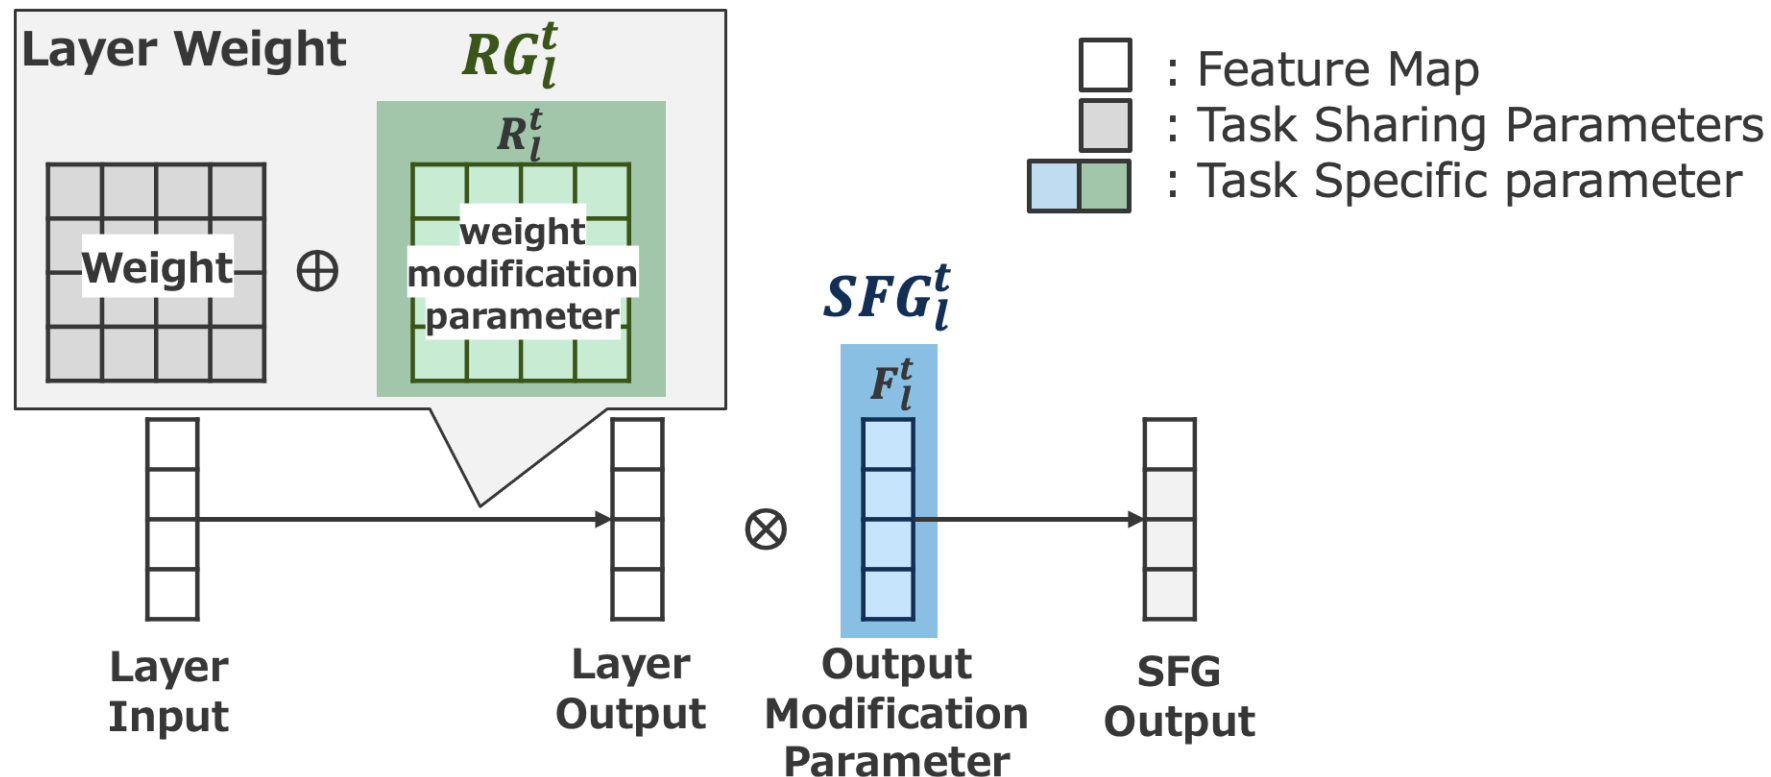 Layer Weight
RG_l^t
R_l^t
Weight
⊕
weight
modification
parameter
: Feature Map
: Task Sharing Parameters
: Task Specific parameter
SFG_l^t
F_l^t
⊗
Layer
Input
Layer
Output
Output
Modification
Parameter
SFG
Output